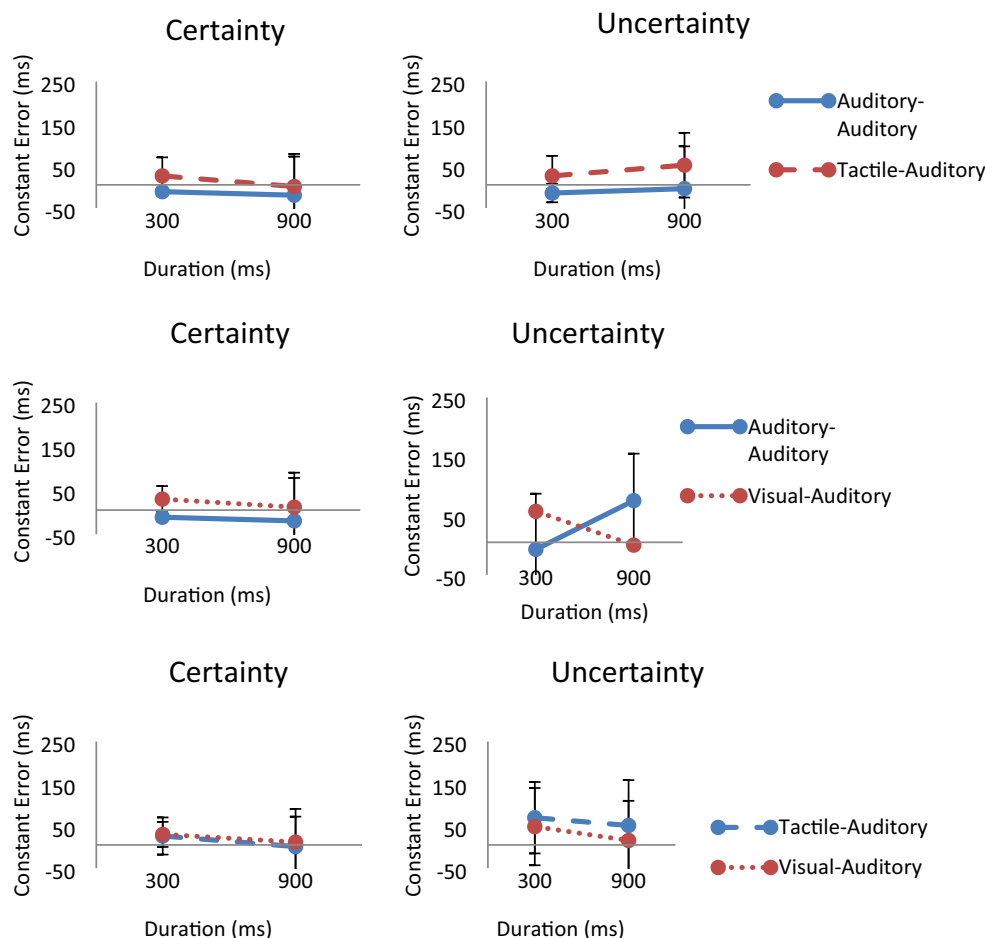 Certainty
Constant Error (ms)
250
150
50
-50
300
900
Duration (ms)
Uncertainty
Constant Error (ms)
250
150
50
-50
300
900
Duration (ms)
Auditory-
Auditory
Tactile-Auditory
Certainty
Constant Error (ms)
250
150
50
-50
300
900
Duration (ms)
Uncertainty
Constant Error (ms)
250
150
50
-50
300
900
Duration (ms)
Auditory-
Auditory
Visual-Auditory
Certainty
Constant Error (ms)
250
150
50
-50
300
900
Duration (ms)
Uncertainty
Constant Error (ms)
250
150
50
-50
300
900
Duration (ms)
Tactile-Auditory
Visual-Auditory